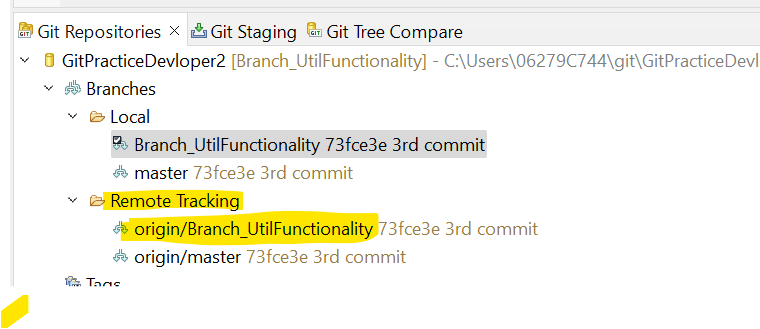 Git Repositories Git Staging Git Tree Compare
GitPracticeDevloper2 [Branch_UtilFunctionality] - C:\Users\06279C744\git\GitPracticeDevl
Branches
Local
Branch_UtilFunctionality 73fce3e 3rd commit
master 73fce3e 3rd commit
Remote Tracking
origin/Branch_UtilFunctionality 73fce3e 3rd commit
origin/master 73fce3e 3rd commit
Tags